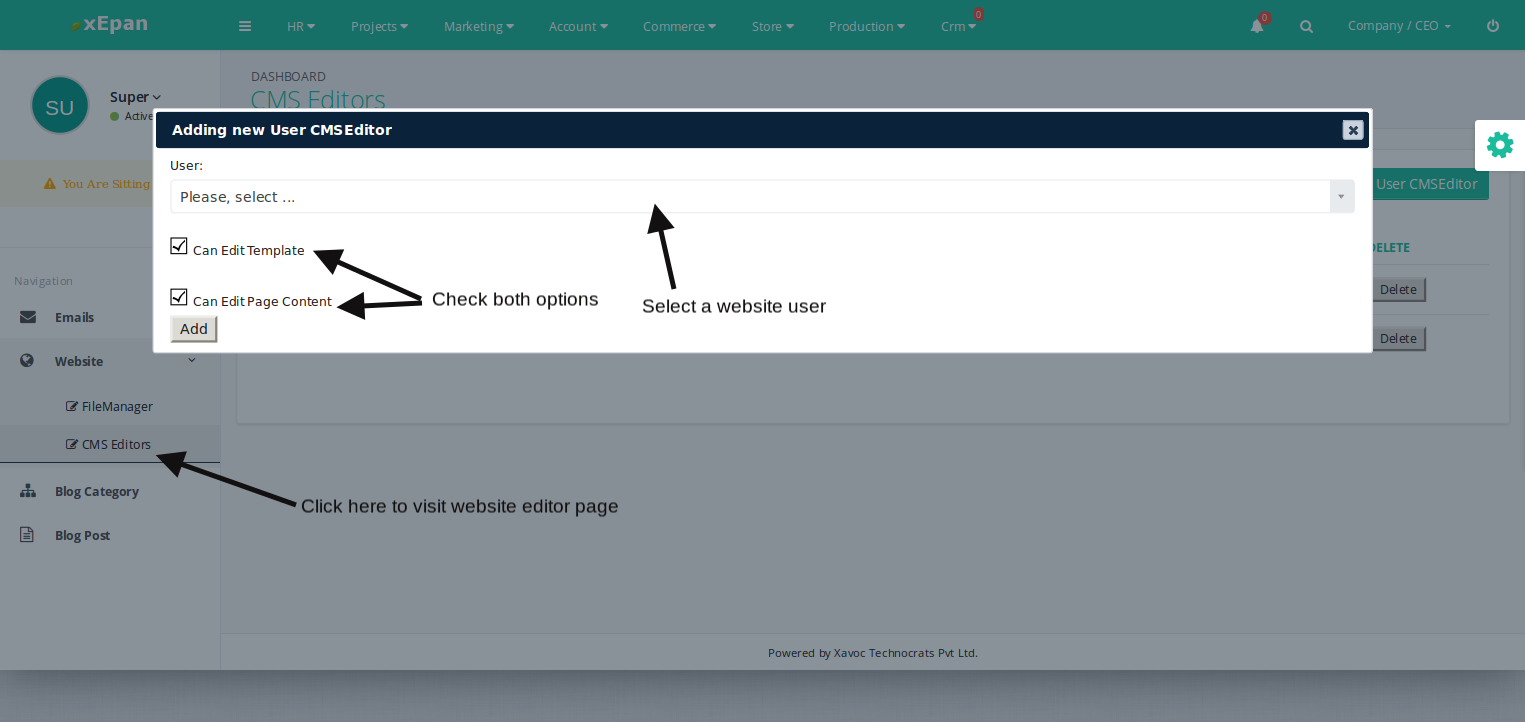 xEpan
HR Projects Marketing Account Commerce Store Production Crm 0 0 Company / CEO
SU
Super
Active
DASHBOARD
CMS Editors
Adding new User CMSEditor
User:
Please, select ...
You Are Sitting
User CMSEditor
Can Edit Template
DELETE
Navigation
Can Edit Page Content
Check both options
Select a website user
Delete
Emails
Add
Delete
Website
FileManager
CMS Editors
Blog Category
Click here to visit website editor page
Blog Post
Powered by Xavoc Technocrats Pvt Ltd.